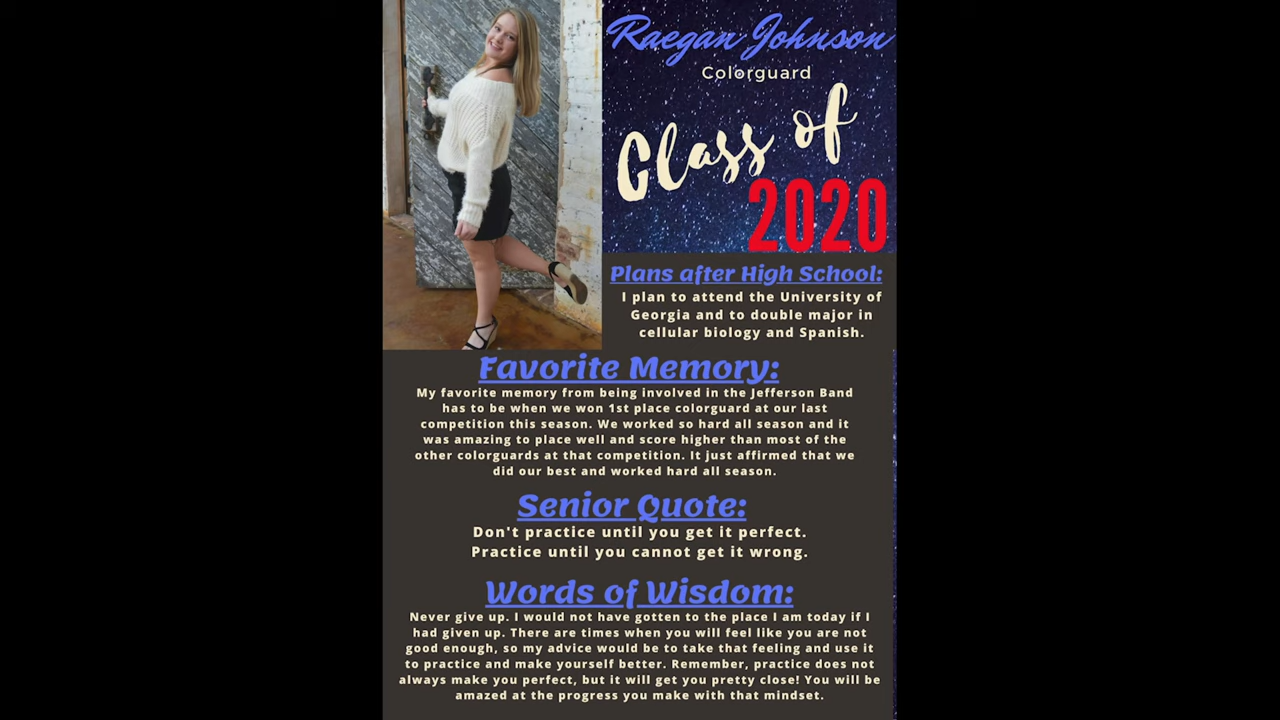 Raegan Johnson
Colorguard
Class of
2020
Plans after High School:
I plan to attend the University of
Georgia and to double major in
cellular biology and Spanish.
Favorite Memory:
My favorite memory from being involved in the Jefferson Band
has to be when we won 1st place colorguard at our last
competition this season. We worked so hard all season and it
was amazing to place well and score higher than most of the
other colorguards at that competition. It just affirmed that we
did our best and worked hard all season.
Senior Quote:
Don't practice until you get it perfect.
Practice until you cannot get it wrong.
Words of Wisdom:
Never give up. I would not have gotten to the place I am today if I
had given up. There are times when you will feel like you are not
good enough, so my advice would be to take that feeling and use it
to practice and make yourself better. Remember, practice does not
always make you perfect, but it will get you pretty close! You will be
amazed at the progress you make with that mindset.